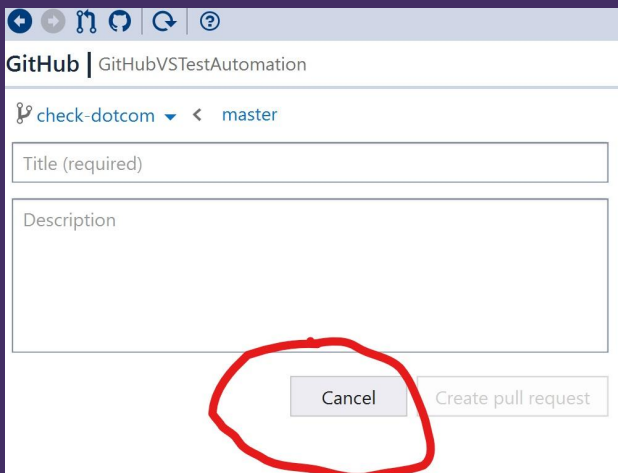 GitHub | GitHubVSTestAutomation
check-dotcom < master
Title (required)
Description
Cancel Create pull request